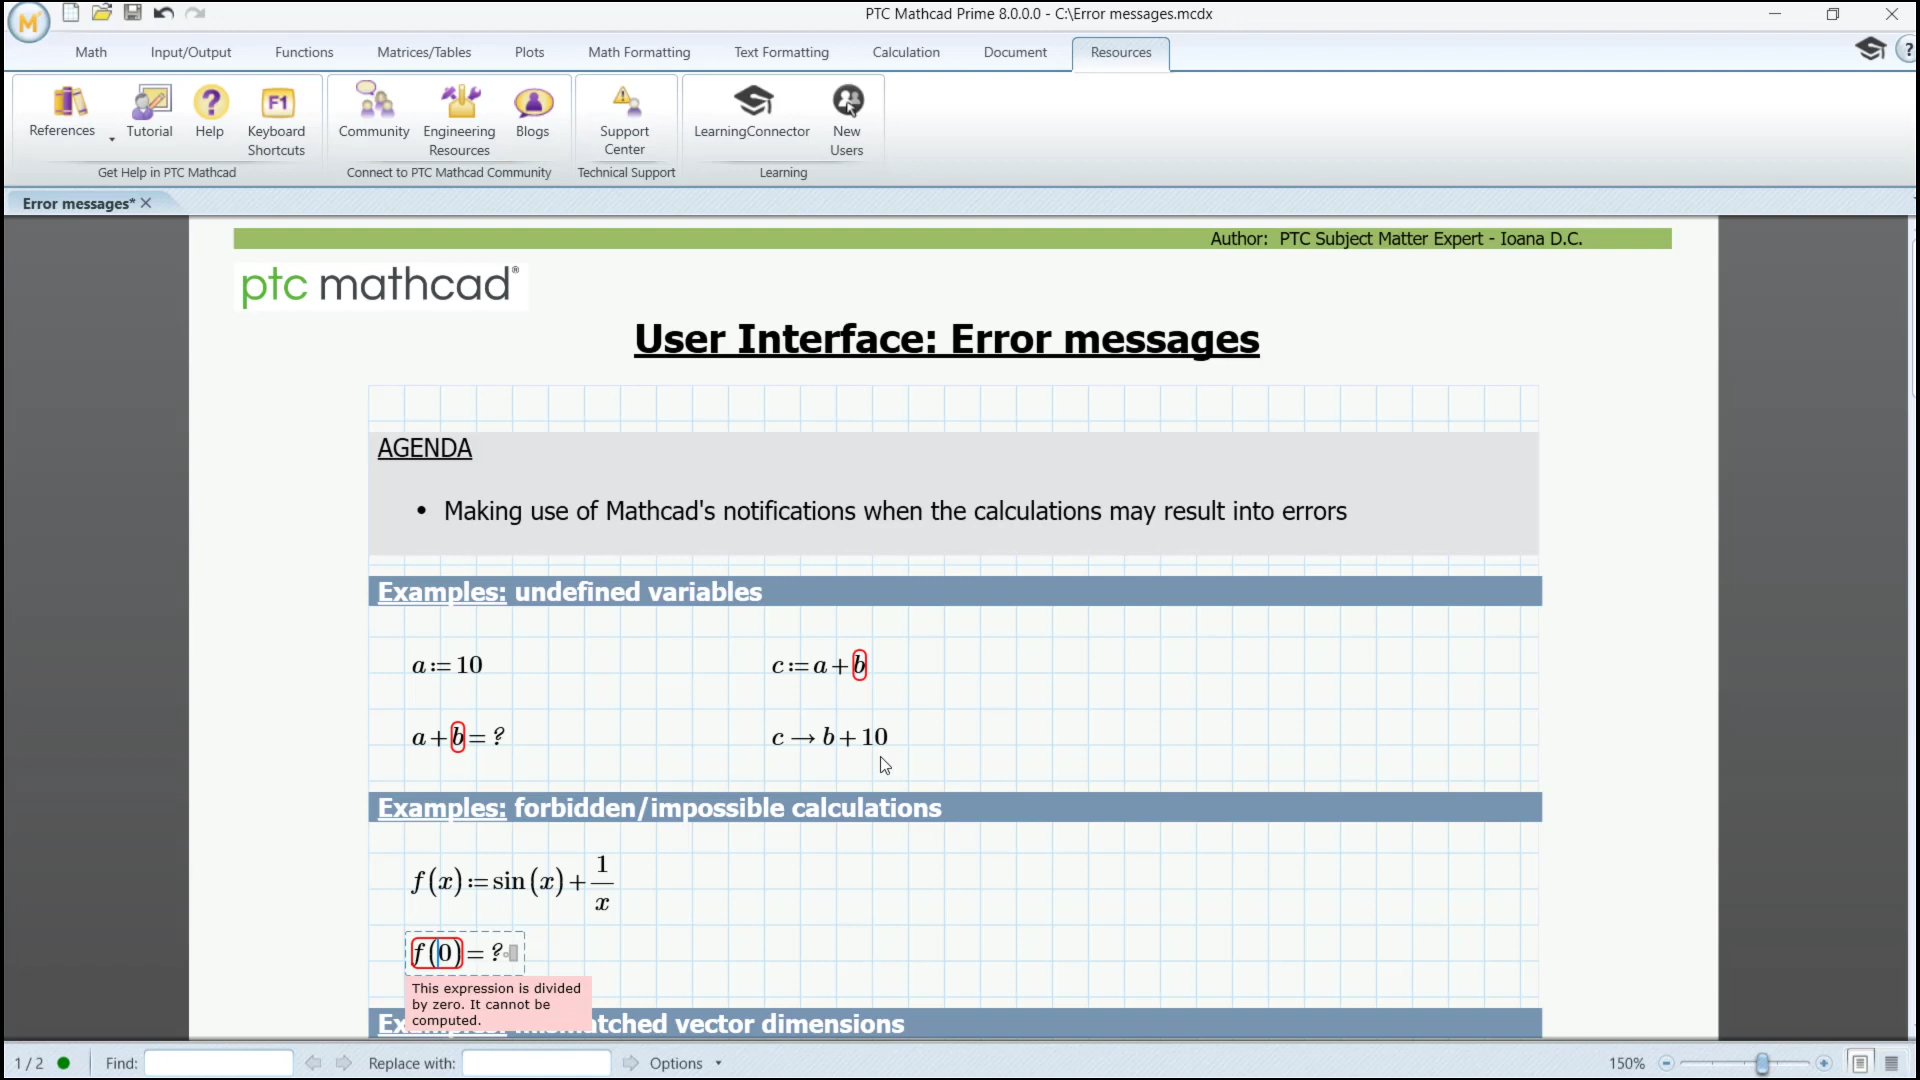 PTC Mathcad Prime 8.0.0.0 - C:\Error messages.mcdx
Math Input/Output Functions Matrices/Tables Plots Math Formatting Text Formatting Calculation Document Resources
?
References
Tutorial
?
Help
F1
Keyboard
Shortcuts
Get Help in PTC Mathcad
Community
Engineering
Resources
Blogs
Connect to PTC Mathcad Community
Support
Center
Technical Support
LearningConnector
New
Users
Learning
Error messages*
Author: PTC Subject Matter Expert - Ioana D.C.
ptc mathcad®
User Interface: Error messages
AGENDA
• Making use of Mathcad's notifications when the calculations may result into errors
Examples: undefined variables
a:=10
c:=a+b
a+b=?
c→b+10
Examples: forbidden/impossible calculations
f(x):=sin(x)+1/x
f(0)=?
This expression is divided
by zero. It cannot be
computed.
tched vector dimensions
1 / 2 Find: Replace with: Options 150%